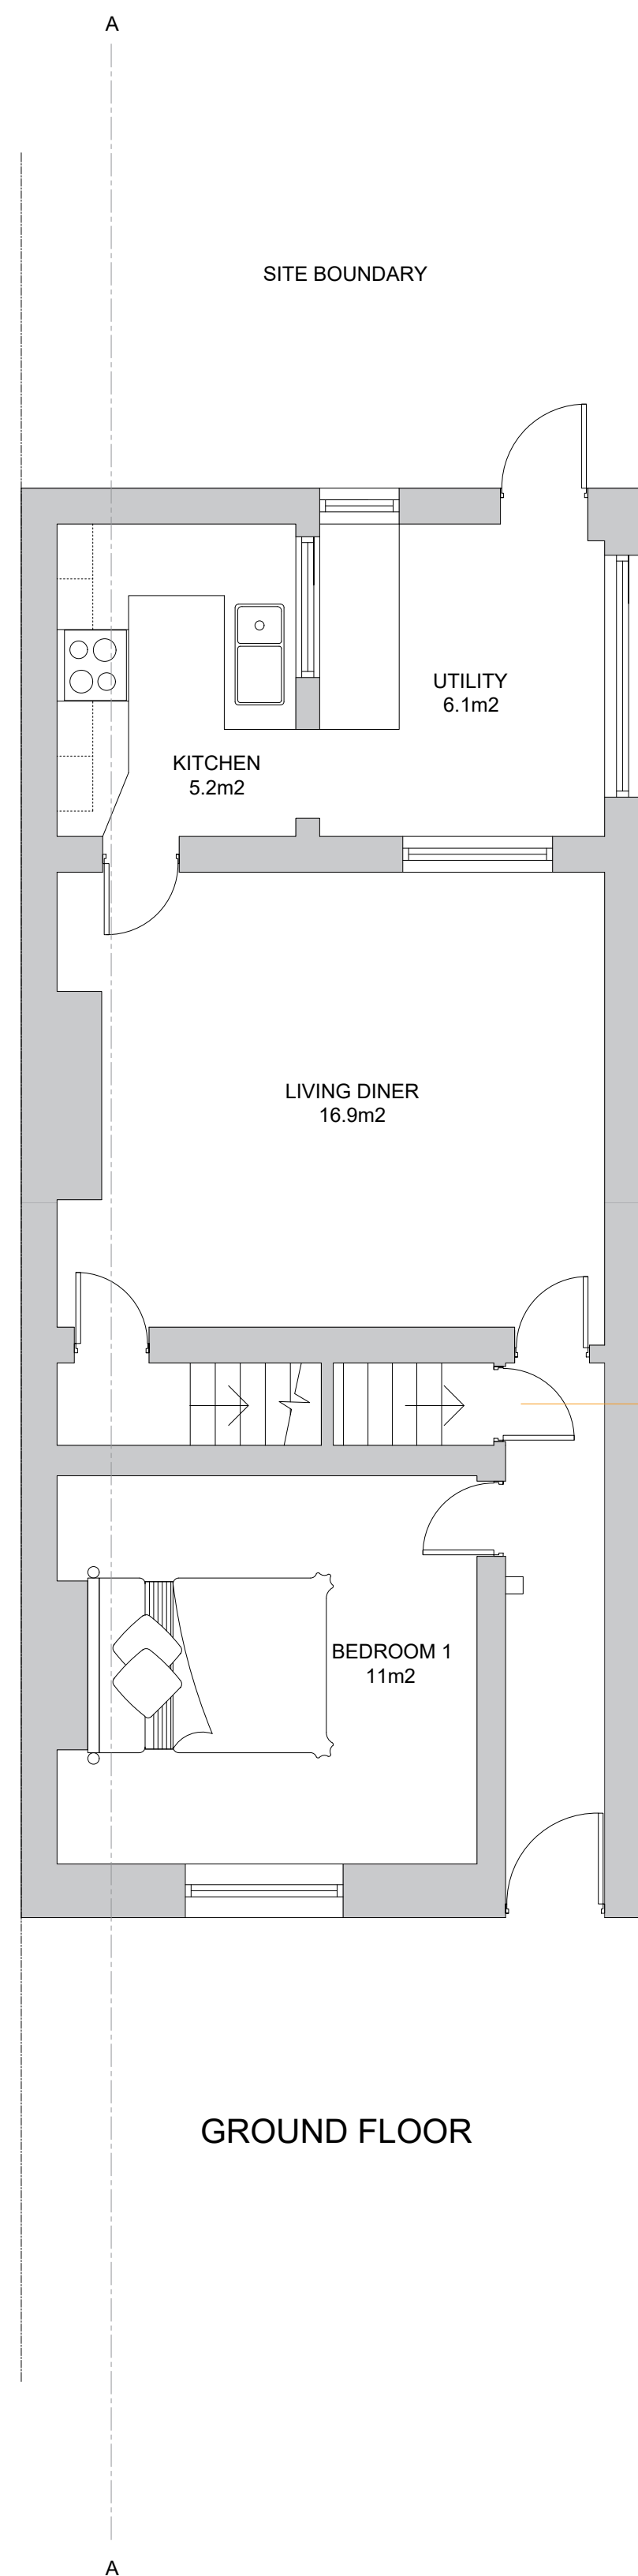 A
SITE BOUNDARY
UTILITY
6.1m2
KITCHEN
5.2m2
LIVING DINER
16.9m2
BEDROOM 1
11m2
GROUND FLOOR
A